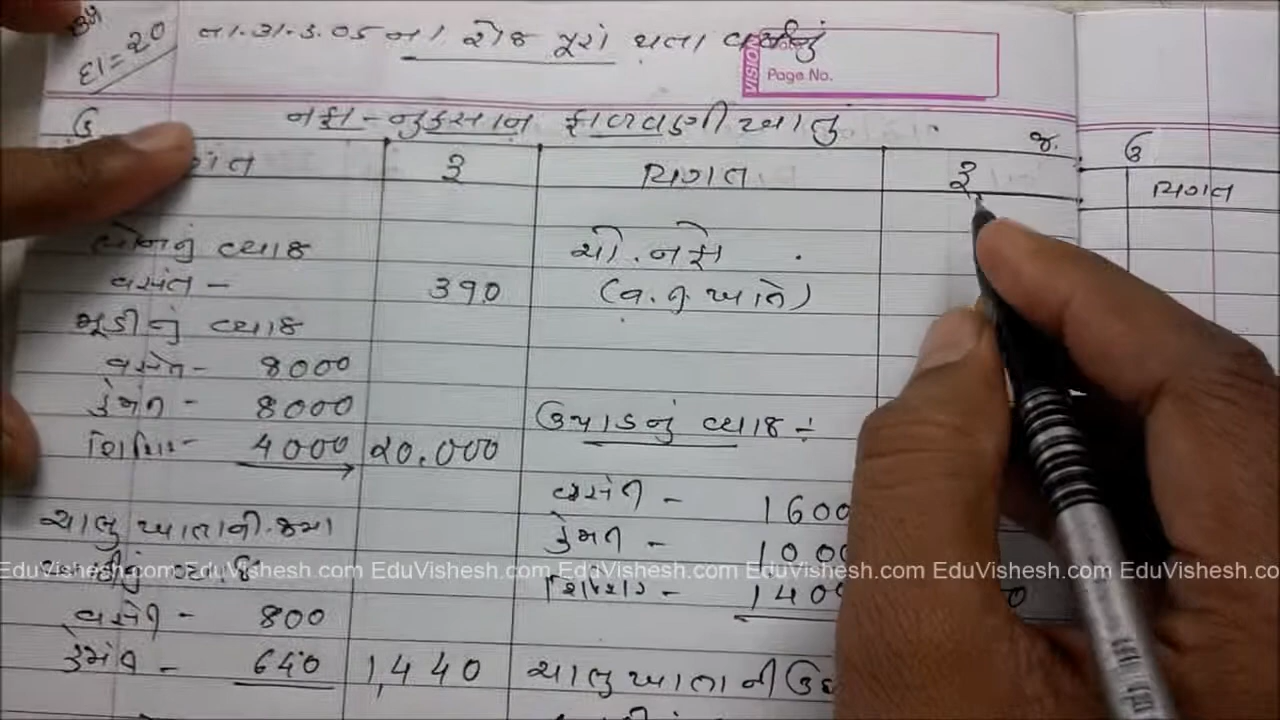 દા=20
તા.31.3.05 ના રોજ પૂરાં થતા વર્ષનું
VISION
Page No.
નફા-નુકસાન ફાળવણી ખાતુ
ઉ
જ.
રૂ
વિગત
રૂ
ઉ
વિગત
લોનનું વ્યાજ
વસંત - 390
મૂડીનું વ્યાજ
વસંત- 8000
હેમંત - 8000
શિશિર- 4000 20,000
ચાલુ ખાતાની જમા
વ્યાજ
વસંત - 800
હેમંત - 640 1,440
ચો.નફો
(ન.નુ.ખાતે)
ઉપાડનું વ્યાજ :-
વસંત - 1600
હેમંત - 1000
શિશિર - 1400
ચાલુ ખાતા ની ઉધ
EduVishesh.com EduVishesh.com EduVishesh.com EduVishesh.com EduVishesh.com EduVishesh.co